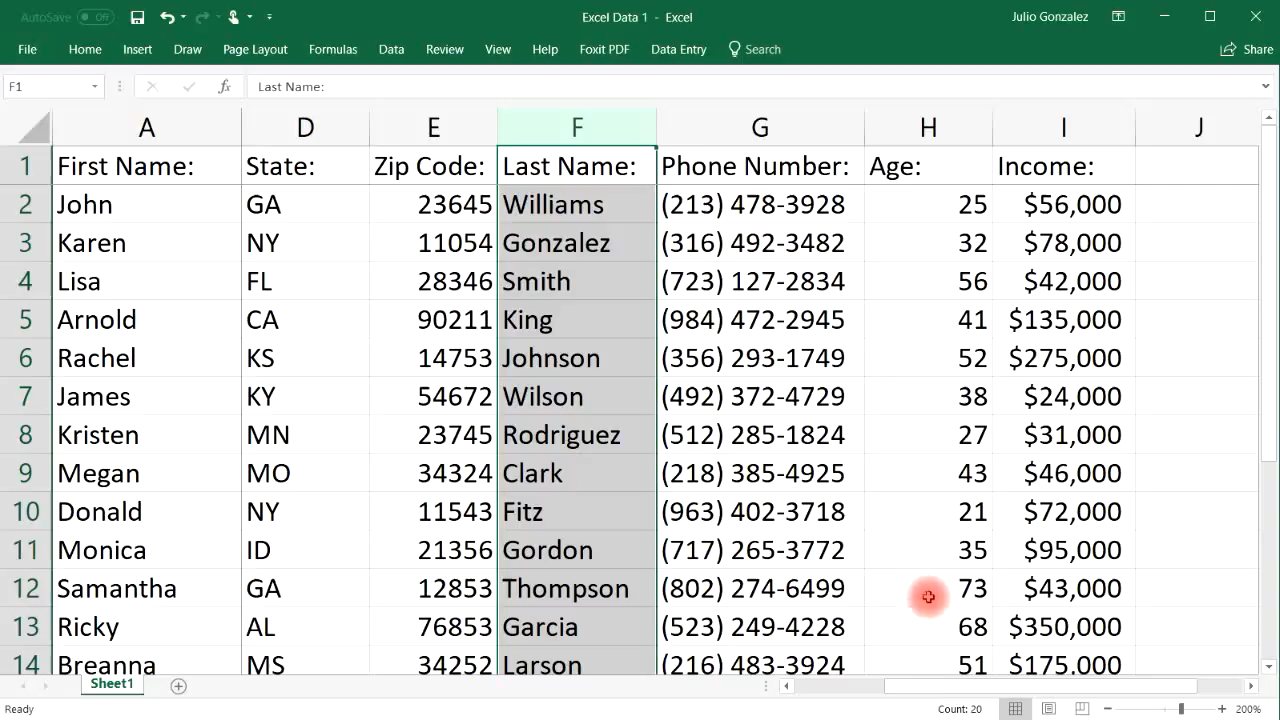 AutoSave Off Excel Data 1 - Excel Julio Gonzalez
File Home Insert Draw Page Layout Formulas Data Review View Help Foxit PDF Data Entry Search Share
F1 fx Last Name:
A D E F G H I J
1 First Name: State: Zip Code: Last Name: Phone Number: Age: Income:
2 John GA 23645 Williams (213) 478-3928 25 $56,000
3 Karen NY 11054 Gonzalez (316) 492-3482 32 $78,000
4 Lisa FL 28346 Smith (723) 127-2834 56 $42,000
5 Arnold CA 90211 King (984) 472-2945 41 $135,000
6 Rachel KS 14753 Johnson (356) 293-1749 52 $275,000
7 James KY 54672 Wilson (492) 372-4729 38 $24,000
8 Kristen MN 23745 Rodriguez (512) 285-1824 27 $31,000
9 Megan MO 34324 Clark (218) 385-4925 43 $46,000
10 Donald NY 11543 Fitz (963) 402-3718 21 $72,000
11 Monica ID 21356 Gordon (717) 265-3772 35 $95,000
12 Samantha GA 12853 Thompson (802) 274-6499 73 $43,000
13 Ricky AL 76853 Garcia (523) 249-4228 68 $350,000
14 Breanna MS 34252 Larson (216) 483-3924 51 $175,000
Sheet1
Ready Count: 20 200%